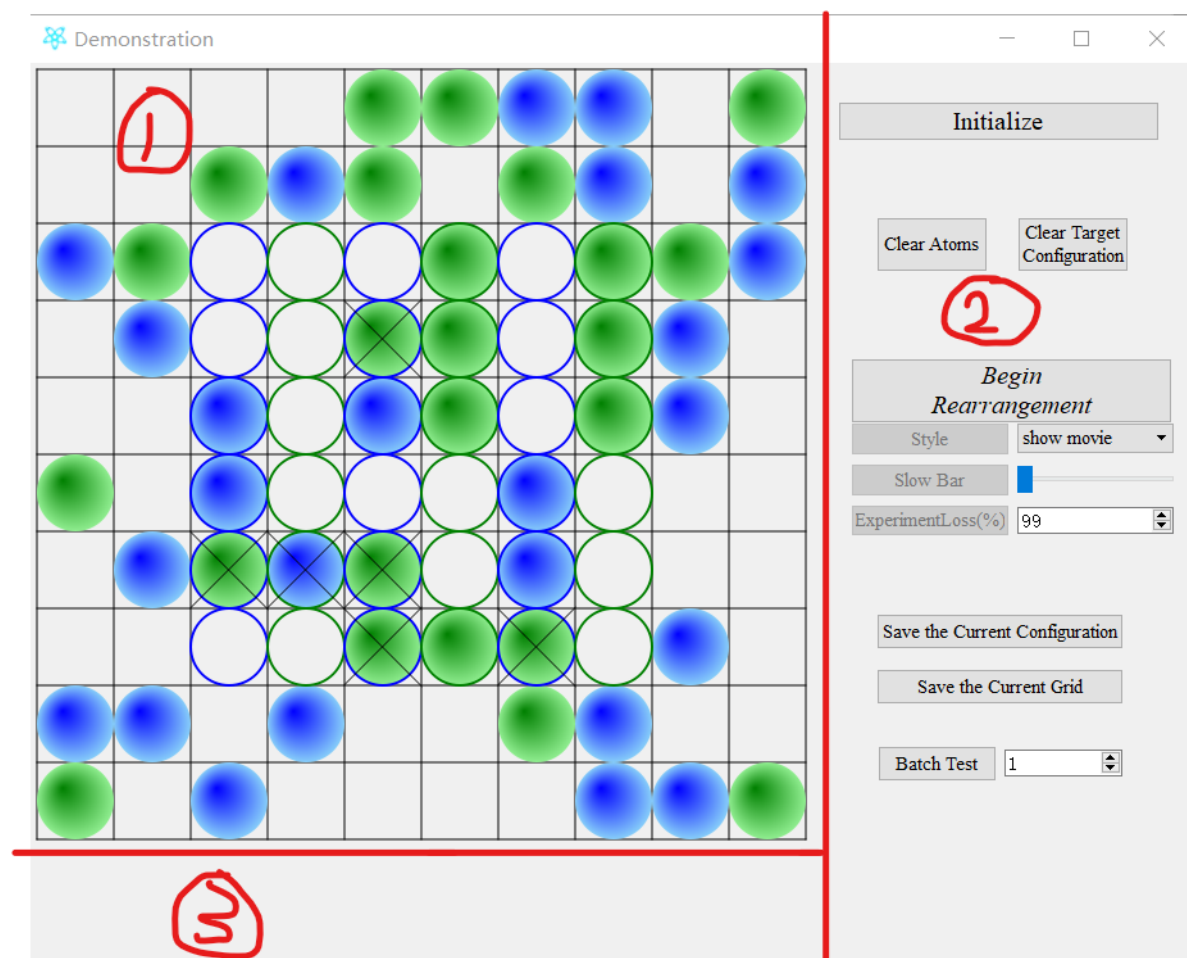 Demonstration
1
Initialize
Clear Atoms
Clear Target
Configuration
2
Begin
Rearrangement
Style
show movie
Slow Bar
ExperimentLoss(%)
99
Save the Current Configuration
Save the Current Grid
Batch Test
1
3